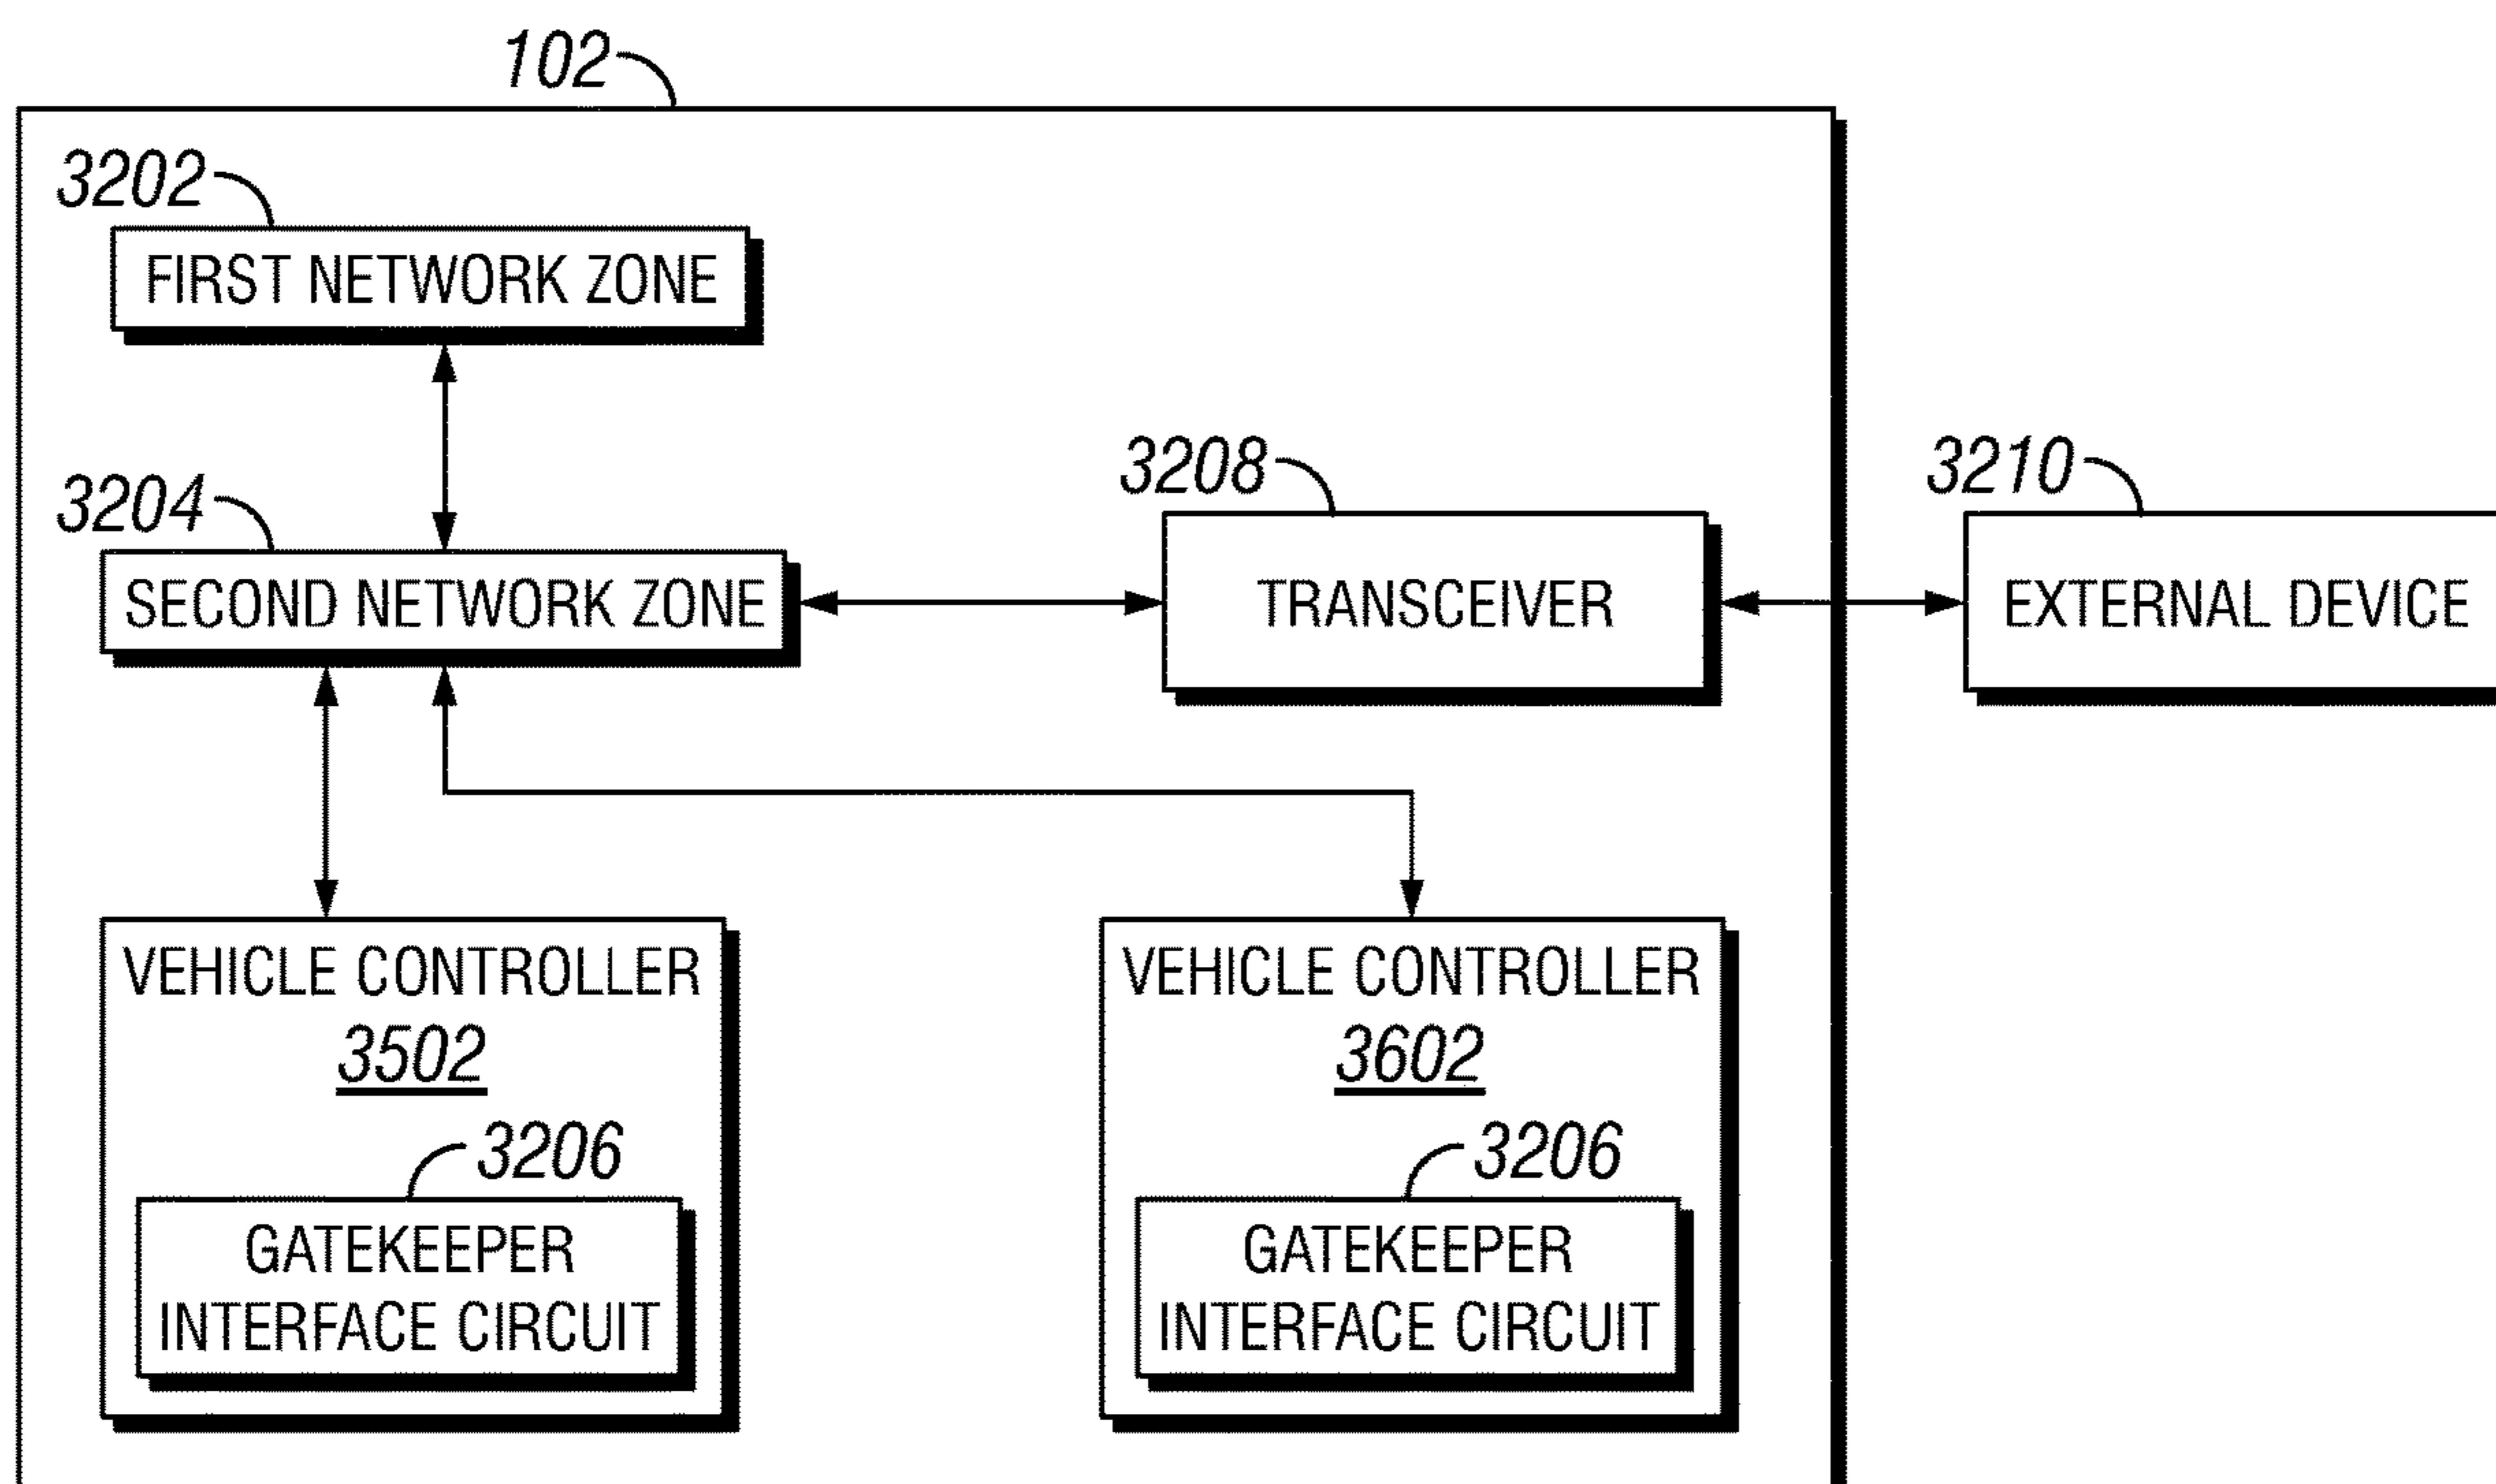 102
3202
FIRST NETWORK ZONE
3204
SECOND NETWORK ZONE
3208
TRANSCEIVER
3210
EXTERNAL DEVICE
VEHICLE CONTROLLER
3502
3206
GATEKEEPER
INTERFACE CIRCUIT
VEHICLE CONTROLLER
3602
3206
GATEKEEPER
INTERFACE CIRCUIT